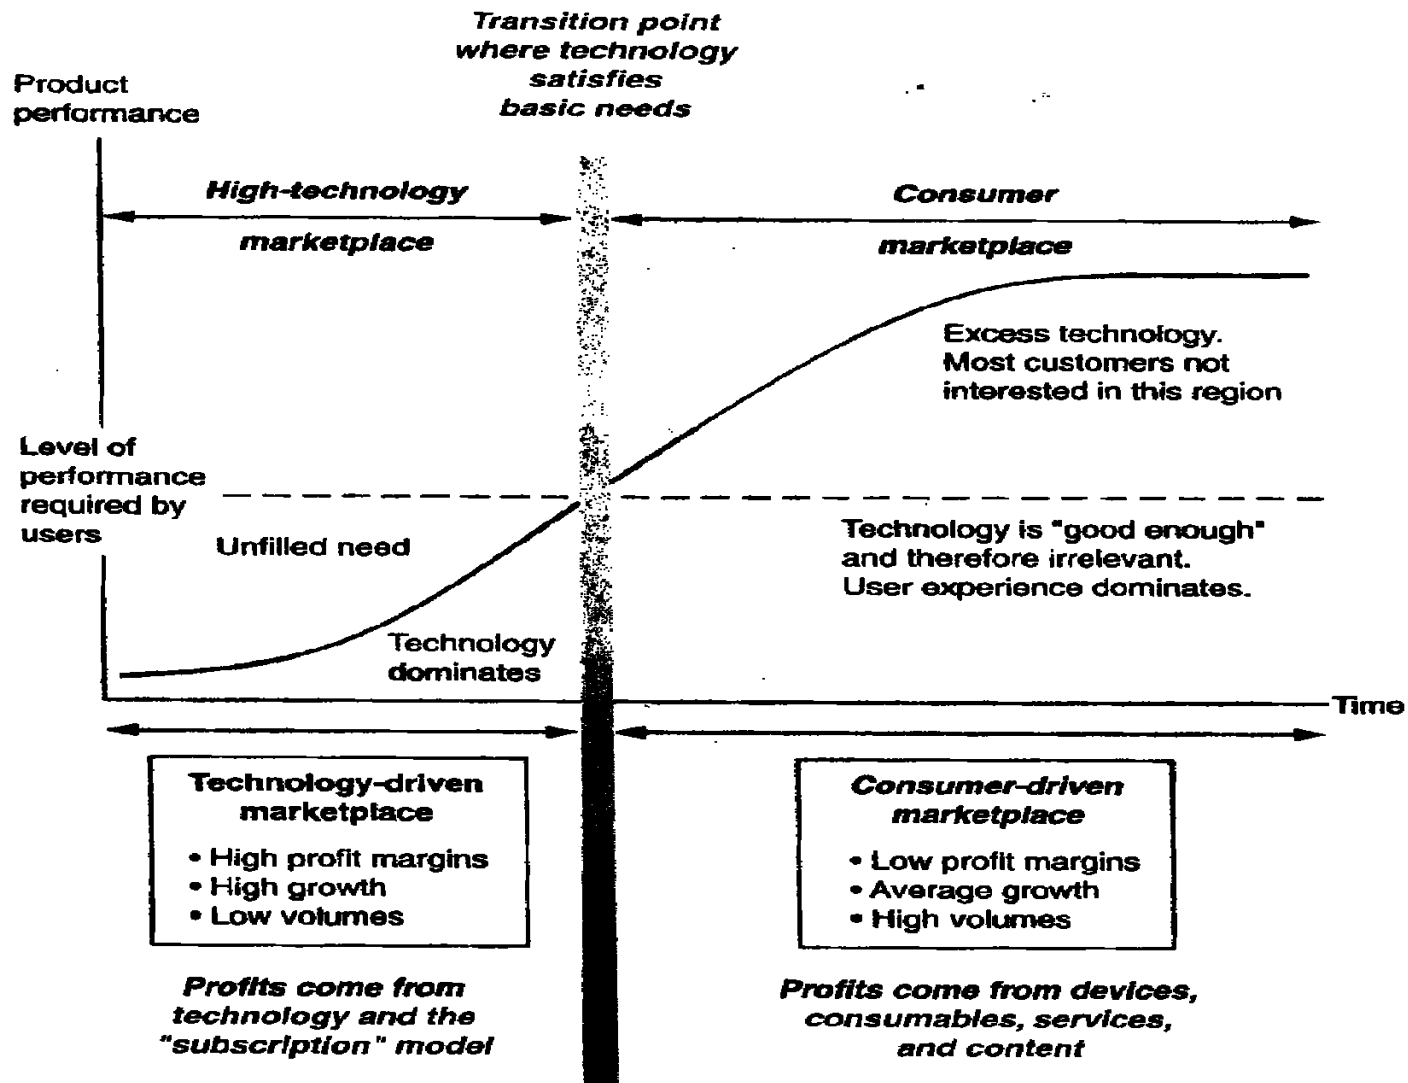 Transition point
where technology
satisfies
basic needs
Product
performance
High-technology
marketplace
Consumer
marketplace
Excess technology.
Most customers not
interested in this region
Level of
performance
required by
users
Unfilled need
Technology is "good enough"
and therefore irrelevant.
User experience dominates.
Technology
dominates
Time
Technology-driven
marketplace
• High profit margins
• High growth
• Low volumes
Consumer-driven
marketplace
• Low profit margins
• Average growth
• High volumes
Profits come from
technology and the
"subscription" model
Profits come from devices,
consumables, services,
and content